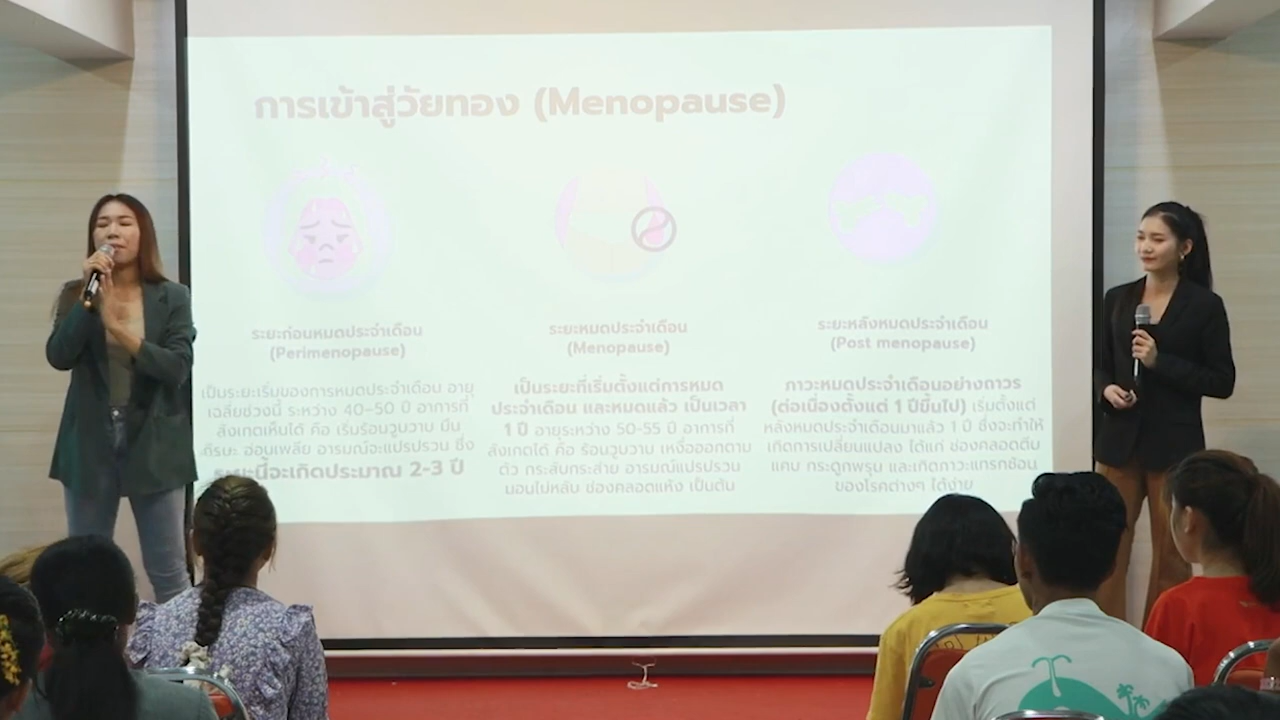 การเข้าสู่วัยทอง (Menopause)
ระยะก่อนหมดประจำเดือน
(Perimenopause)
เป็นระยะเริ่มของการหมดประจำเดือน อายุ
เฉลี่ยช่วงนี้ ระหว่าง 40-50 ปี อาการที่
สังเกตเห็นได้ คือ เริ่มร้อนวูบวาบ มึน
ศีรษะ อ่อนเพลีย อารมณ์จะแปรปรวน ซึ่ง
ระยะนี้จะเกิดประมาณ 2-3 ปี
ระยะหมดประจำเดือน
(Menopause)
เป็นระยะที่เริ่มตั้งแต่การหมด
ประจำเดือน และหมดแล้ว เป็นเวลา
1 ปี อายุระหว่าง 50-55 ปี อาการที่
สังเกตได้ คือ ร้อนวูบวาบ เหงื่อออกตาม
ตัว กระสับกระส่าย อารมณ์แปรปรวน
นอนไม่หลับ ช่องคลอดแห้ง เป็นต้น
ระยะหลังหมดประจำเดือน
(Post menopause)
ภาวะหมดประจำเดือนอย่างถาวร
(ต่อเนื่องตั้งแต่ 1 ปีขึ้นไป) เริ่มตั้งแต่
หลังหมดประจำเดือนมาแล้ว 1 ปี ซึ่งจะทำให้
เกิดการเปลี่ยนแปลง ได้แก่ ช่องคลอดตีบ
แคบ กระดูกพรุน และเกิดภาวะแทรกซ้อน
ของโรคต่างๆ ได้ง่าย